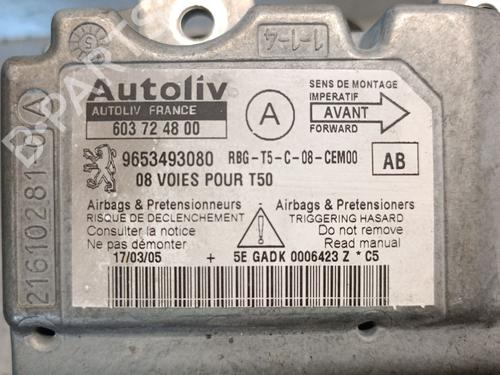 1-1-4
Autoliv
AUTOLIV FRANCE
603 72 48 00
A
SENS DE MONTAGE
IMPERATIF
AVANT
FORWARD
9653493080 RBG-T5-C-08-CEM00
AB
08 VOIES POUR T50
Airbags & Pretensionneurs
RISQUE DE DECLENCHEMENT
Consulter la notice
Ne pas démonter
Airbags & Pretensioners
TRIGGERING HASARD
Do not remove
Read manual
17/03/05 + 5E GADK 0006423 Z * C5
A